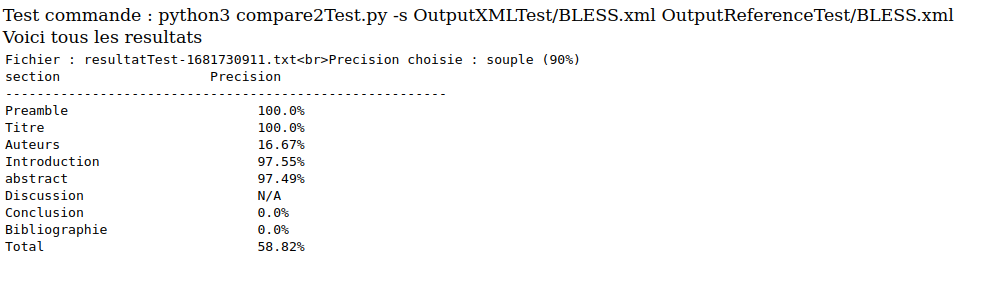 Test commande : python3 compare2Test.py -s OutputXMLTest/BLESS.xml OutputReferenceTest/BLESS.xml
Voici tous les resultats
Fichier : resultatTest-1681730911.txt<br>Precision choisie : souple (90%)
section                   Precision
--------------------------------------------------------
Preamble                        100.0%
Titre                           100.0%
Auteurs                         16.67%
Introduction                    97.55%
abstract                        97.49%
Discussion                      N/A
Conclusion                      0.0%
Bibliographie                   0.0%
Total                           58.82%